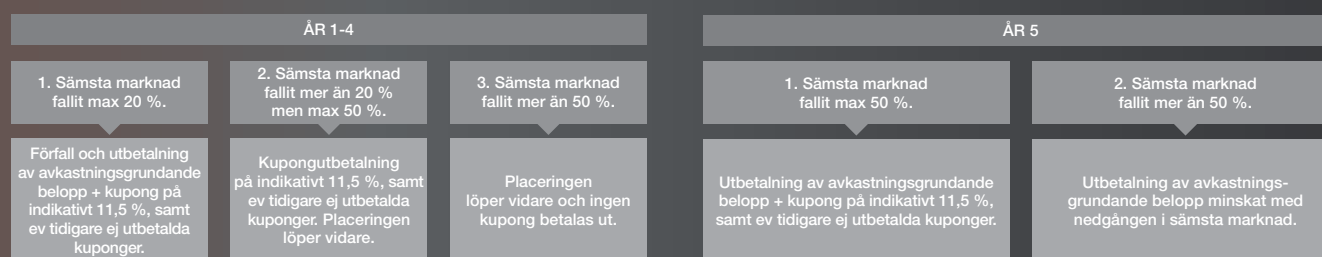 ÅR 1-4
1. Sämsta marknad
fallit max 20 %.
2. Sämsta marknad
fallit mer än 20 %
men max 50 %.
3. Sämsta marknad
fallit mer än 50 %.
Förfall och utbetalning
av avkastningsgrundande
belopp + kupong på
indikativt 11,5 %, samt
ev tidigare ej utbetalda
kuponger.
Kupongutbetalning
på indikativt 11,5 %, samt
ev tidigare ej utbetalda
kuponger. Placeringen
löper vidare.
Placeringen
löper vidare och ingen
kupong betalas ut.
ÅR 5
1. Sämsta marknad
fallit max 50 %.
2. Sämsta marknad
fallit mer än 50 %.
Utbetalning av avkastningsgrundande
belopp + kupong på indikativt 11,5 %,
samt ev tidigare ej utbetalda kuponger.
Utbetalning av avkastnings-
grundande belopp minskat med
nedgången i sämsta marknad.